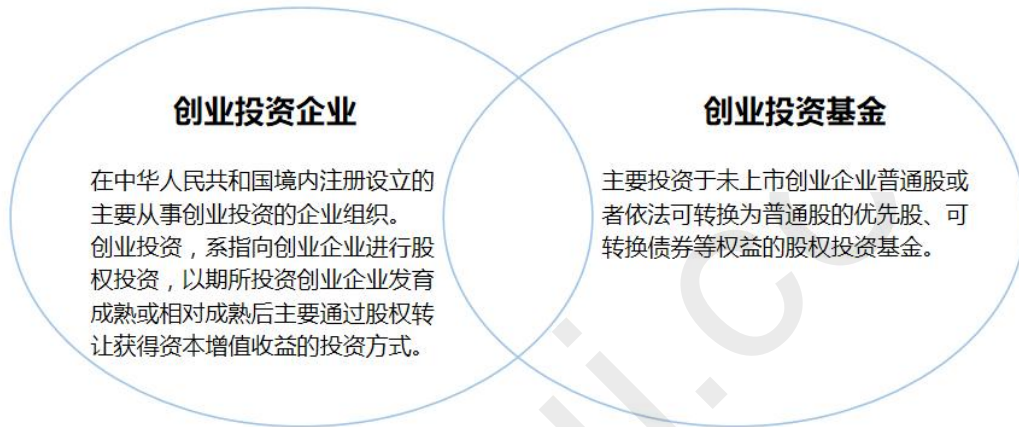 创业投资企业
在中华人民共和国境内注册设立的
主要从事创业投资的企业组织。
创业投资，系指向创业企业进行股
权投资，以期所投资创业企业发育
成熟或相对成熟后主要通过股权转
让获得资本增值收益的投资方式。
创业投资基金
主要投资于未上市创业企业普通股或
者依法可转换为普通股的优先股、可
转换债券等权益的股权投资基金。